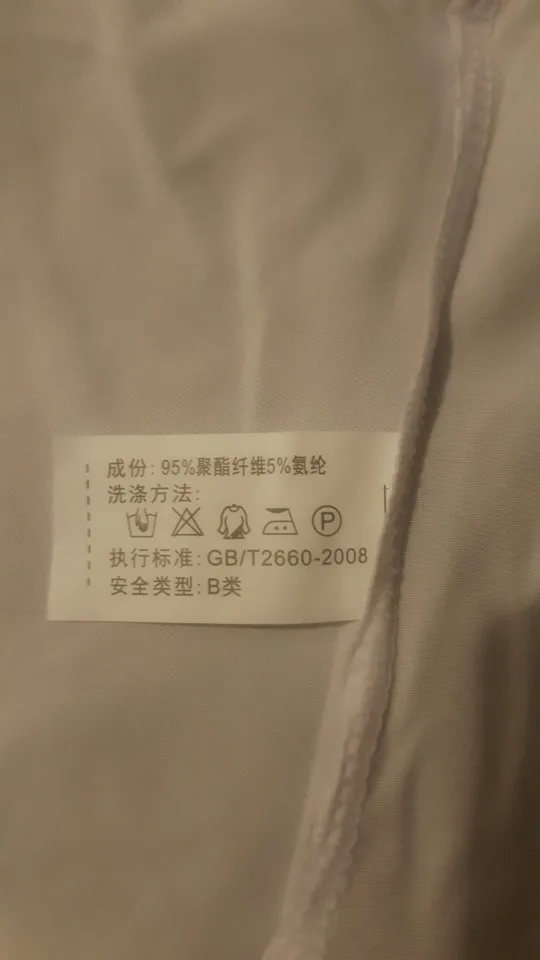 成份: 95%聚酯纤维5%氨纶
洗涤方法:
P
执行标准: GB/T2660-2008
安全类型: B类